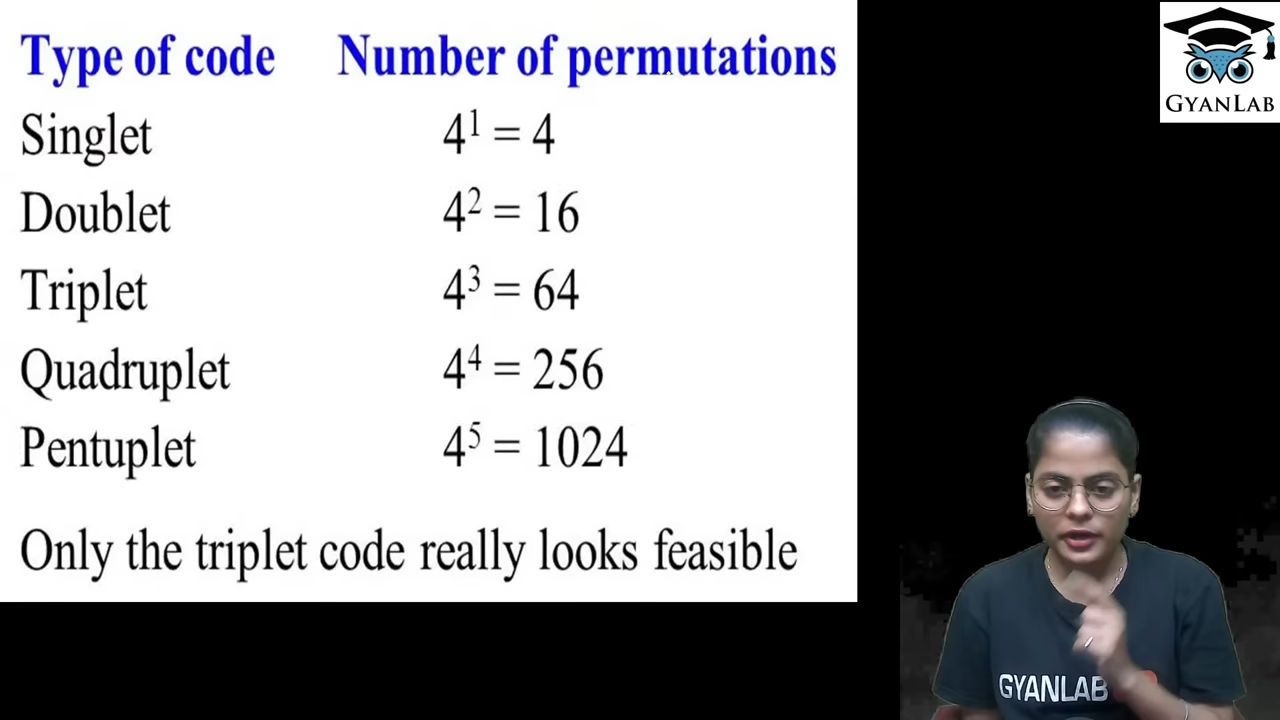 Type of code Number of permutations
Singlet 4¹ = 4
Doublet 4² = 16
Triplet 4³ = 64
Quadruplet 4⁴ = 256
Pentuplet 4⁵ = 1024
Only the triplet code really looks feasible
GYANLAB
GYANLAB